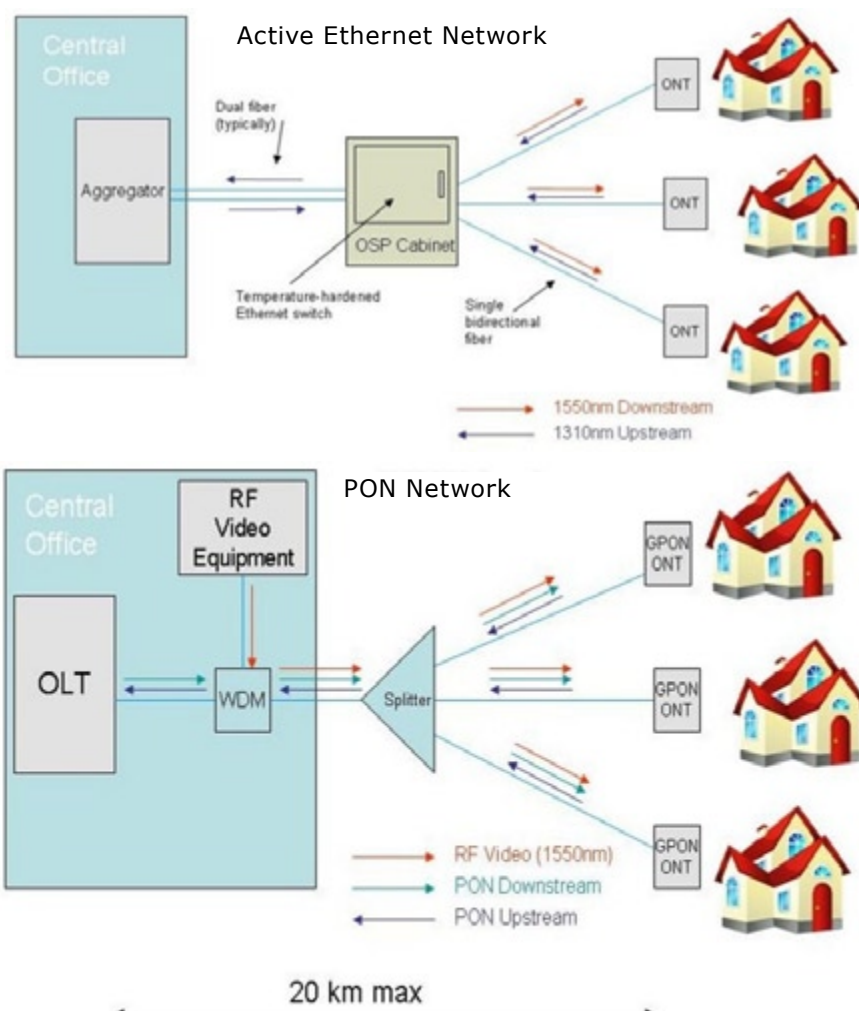 Active Ethernet Network
Central
Office
Dual fiber
(typically)
Aggregator
OSP Cabinet
Temperature-hardened
Ethernet switch
Single
bidirectional
fiber
ONT
ONT
ONT
1550nm Downstream
1310nm Upstream
PON Network
Central
Office
RF
Video
Equipment
OLT
WDM
Splitter
GPON
ONT
GPON
ONT
GPON
ONT
RF Video (1550nm)
PON Downstream
PON Upstream
20 km max